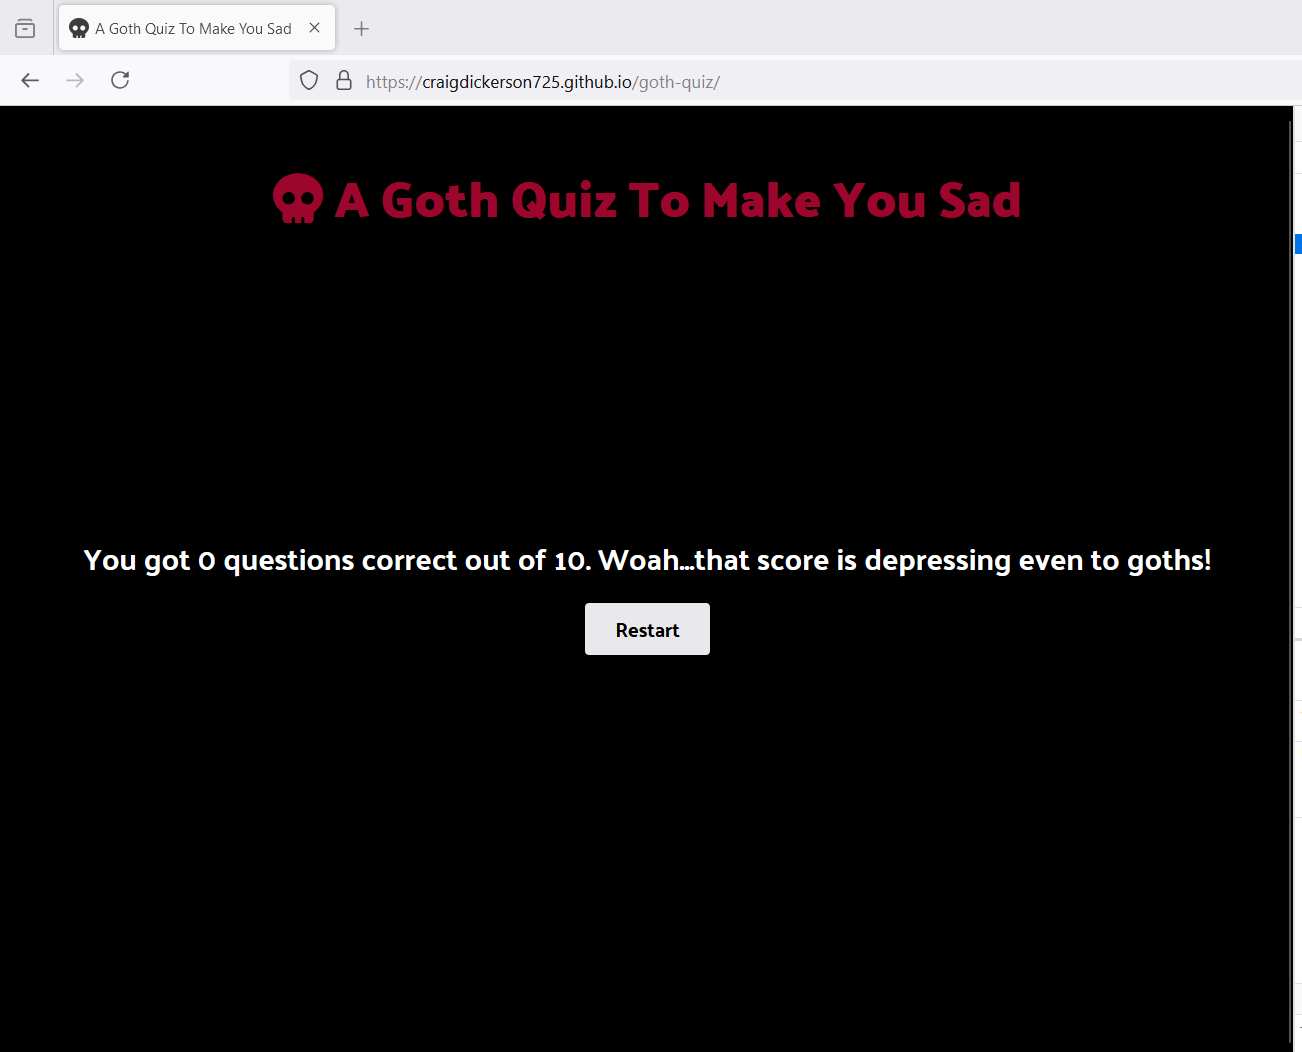 A Goth Quiz To Make You Sad
https://craigdickerson725.github.io/goth-quiz/
A Goth Quiz To Make You Sad
You got 0 questions correct out of 10. Woah...that score is depressing even to goths!
Restart